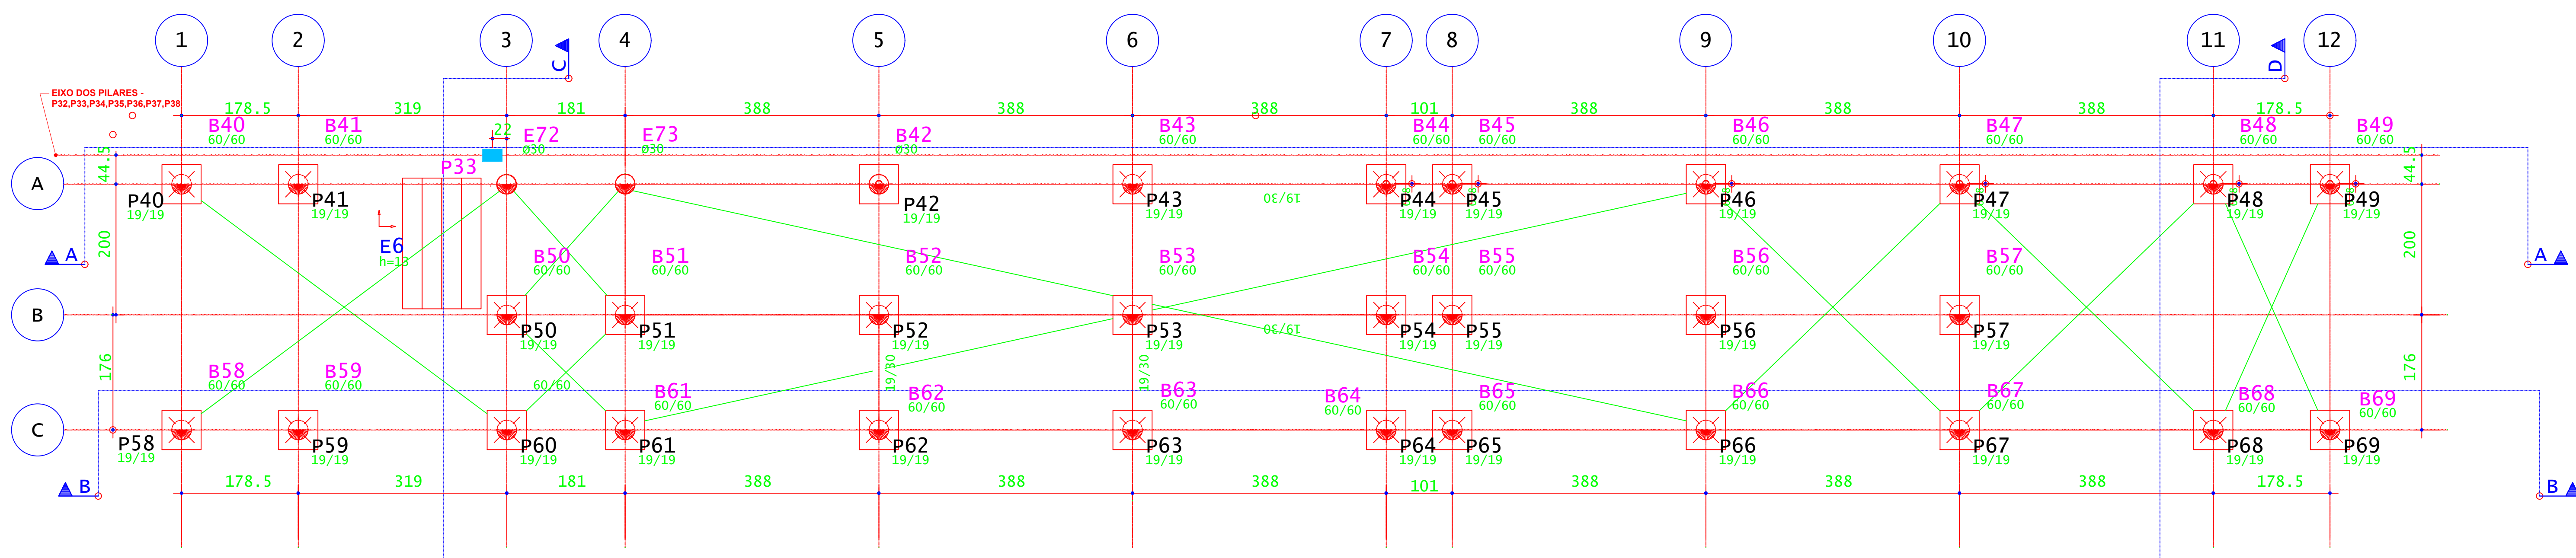 1 2 3 4 5 6 7 8 9 10 11 12
C D
EIXO DOS PILARES -
P32,P33,P34,P35,P36,P37,P38
178.5 319 181 388 388 388 101 388 388 388 178.5
B40 B41 22 E72 E73 B42 B43 B44 B45 B46 B47 B48 B49
60/60 60/60 ø30 ø30 ø30 60/60 60/60 60/60 60/60 60/60 60/60 60/60
44.5 44.5
P33
A
P40 P41 P42 P43 P44 P45 P46 P47 P48 P49
19/19 19/19 19/19 19/19 19/19 19/19 19/19 19/19 19/19 19/19
19/30
200 200
A A
E6
h=13
B50 B51 B52 B53 B54 B55 B56 B57
60/60 60/60 60/60 60/60 60/60 60/60 60/60 60/60
B
P50 P51 P52 P53 P54 P55 P56 P57
19/19 19/19 19/19 19/19 19/19 19/19 19/19 19/19
19/30
176 19/30 19/30 176
B58 B59
60/60 60/60 60/60
B61 B62 B63 B64 B65 B66 B67 B68 B69
60/60 60/60 60/60 60/60 60/60 60/60 60/60 60/60 60/60
C
P58 P59 P60 P61 P62 P63 P64 P65 P66 P67 P68 P69
19/19 19/19 19/19 19/19 19/19 19/19 19/19 19/19 19/19 19/19 19/19 19/19
B B
178.5 319 181 388 388 388 101 388 388 388 178.5